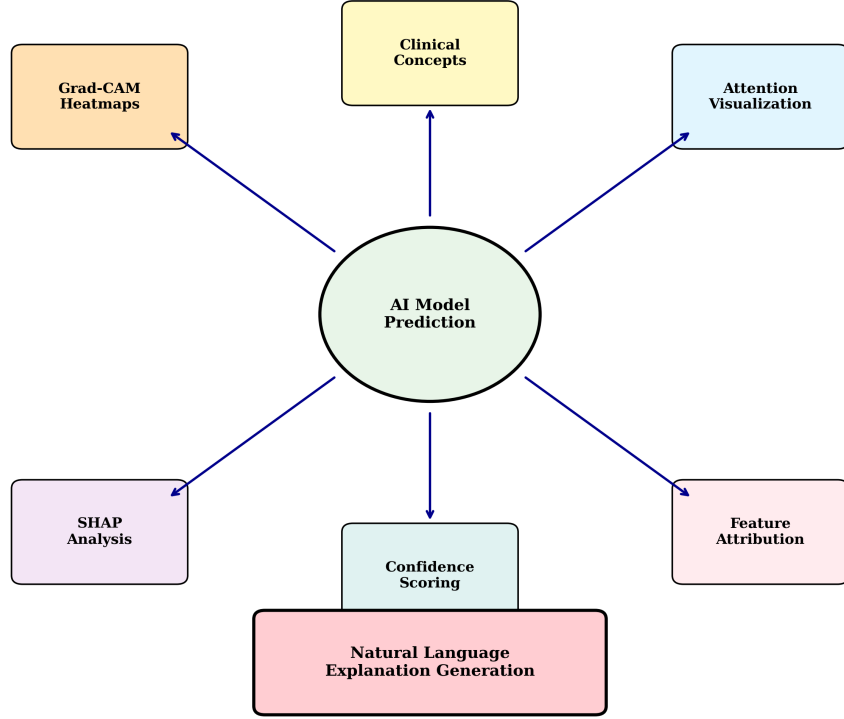 Clinical
Concepts
Grad-CAM
Heatmaps
Attention
Visualization
AI Model
Prediction
SHAP
Analysis
Feature
Attribution
Confidence
Scoring
Natural Language
Explanation Generation